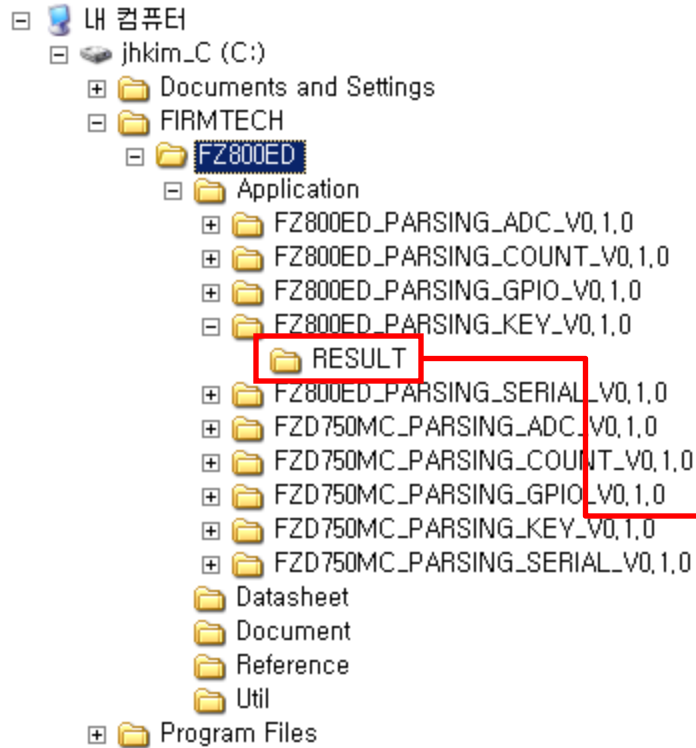 내 컴퓨터
jhkim_C (C:)
Documents and Settings
FIRMTECH
FZ800ED
Application
FZ800ED_PARSING_ADC_V0.1.0
FZ800ED_PARSING_COUNT_V0.1.0
FZ800ED_PARSING_GPIO_V0.1.0
FZ800ED_PARSING_KEY_V0.1.0
RESULT
FZ800ED_PARSING_SERIAL_V0.1.0
FZD750MC_PARSING_ADC_V0.1.0
FZD750MC_PARSING_COUNT_V0.1.0
FZD750MC_PARSING_GPIO_V0.1.0
FZD750MC_PARSING_KEY_V0.1.0
FZD750MC_PARSING_SERIAL_V0.1.0
Datasheet
Document
Reference
Util
Program Files